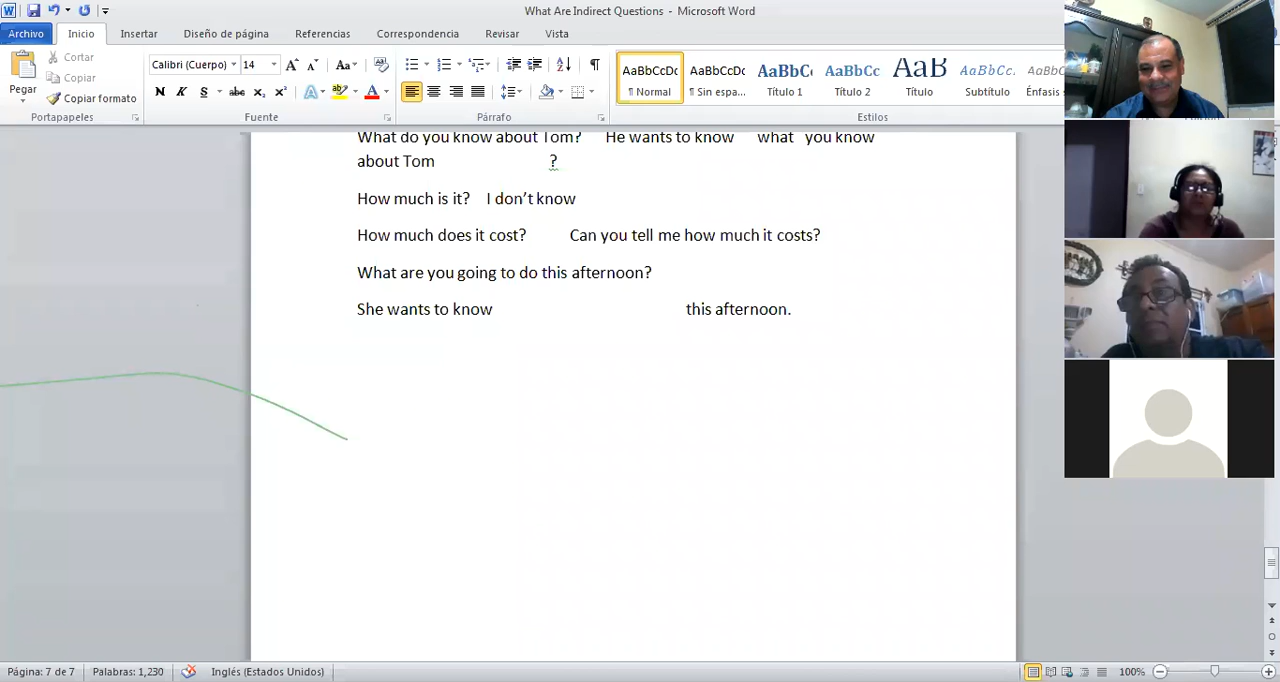 What Are Indirect Questions - Microsoft Word
Archivo Inicio Insertar Diseño de página Referencias Correspondencia Revisar Vista
Pegar
Cortar
Copiar
Copiar formato
Portapapeles
Calibri (Cuerpo) 14
Fuente
Párrafo
AaBbCcDc AaBbCcDc AaBbC( AaBbCc AaB AaBbCc. AaBbCc
¶ Normal ¶ Sin espa... Título 1 Título 2 Título Subtítulo Énfasis
Estilos
What do you know about Tom? He wants to know what you know
about Tom ?
How much is it? I don't know
How much does it cost? Can you tell me how much it costs?
What are you going to do this afternoon?
She wants to know this afternoon.
Página: 7 de 7 Palabras: 1,230 Inglés (Estados Unidos) 100%